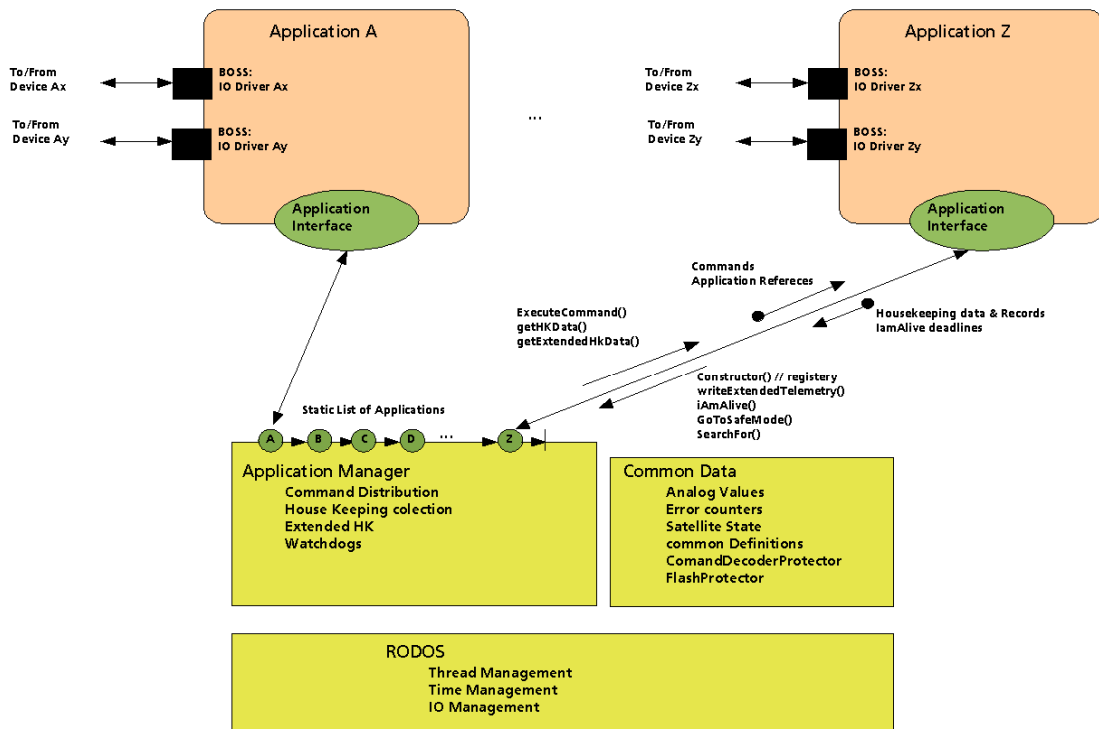 Application A
To/From
Device Ax
BOSS:
IO Driver Ax
To/From
Device Ay
BOSS:
IO Driver Ay
Application
Interface
...
Application Z
To/From
Device Zx
BOSS:
IO Driver Zx
To/From
Device Zy
BOSS:
IO Driver Zy
Application
Interface
Commands
Application Refereces
ExecuteCommand()
getHKData()
getExtendedHkData()
Housekeeping data & Records
IamAlive deadlines
Constructor() // registery
writeExtendedTelemetry()
iAmAlive()
GoToSafeMode()
SearchFor()
Static List of Applications
A B C D ... Z
Application Manager
Command Distribution
House Keeping colection
Extended HK
Watchdogs
Common Data
Analog Values
Error counters
Satellite State
common Definitions
ComandDecoderProtector
FlashProtector
RODOS
Thread Management
Time Management
IO Management